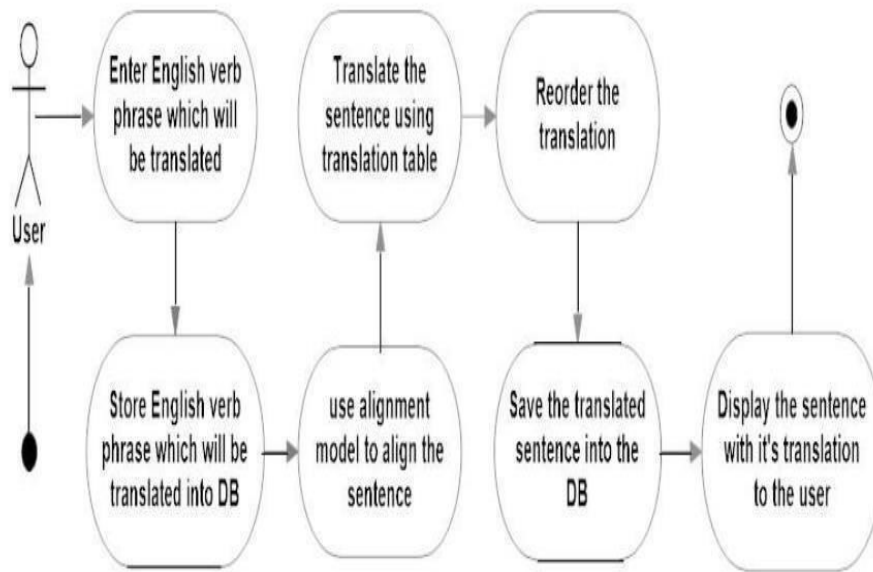 User
Enter English verb
phrase which will
be translated
Store English verb
phrase which will be
translated into DB
use alignment
model to align the
sentence
Translate the
sentence using
translation table
Reorder the
translation
Save the translated
sentence into the
DB
Display the sentence
with it's translation
to the user